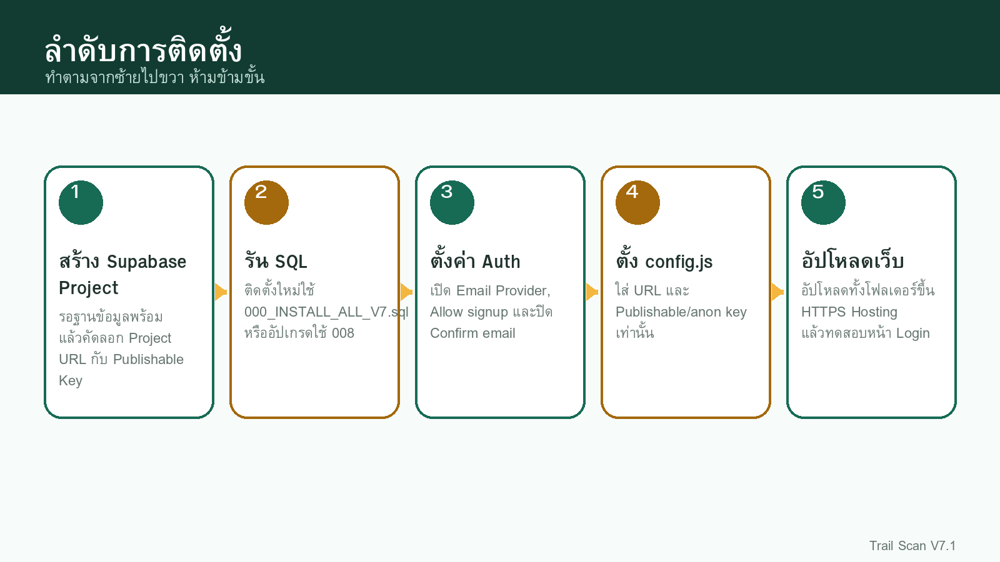 ลำดับการติดตั้ง
ทำตามจากซ้ายไปขวา ห้ามข้ามขั้น
1
สร้าง Supabase
Project
รอฐานข้อมูลพร้อม
แล้วคัดลอก Project
URL กับ Publishable
Key
2
รัน SQL
ติดตั้งใหม่ใช้
000_INSTALL_ALL_V7.sql
หรืออัปเกรดใช้ 008
3
ตั้งค่า Auth
เปิด Email Provider,
Allow signup และปิด
Confirm email
4
ตั้ง config.js
ใส่ URL และ
Publishable/anon key
เท่านั้น
5
อัปโหลดเว็บ
อัปโหลดทั้งโฟลเดอร์ขึ้น
HTTPS Hosting
แล้วทดสอบหน้า Login
Trail Scan V7.1